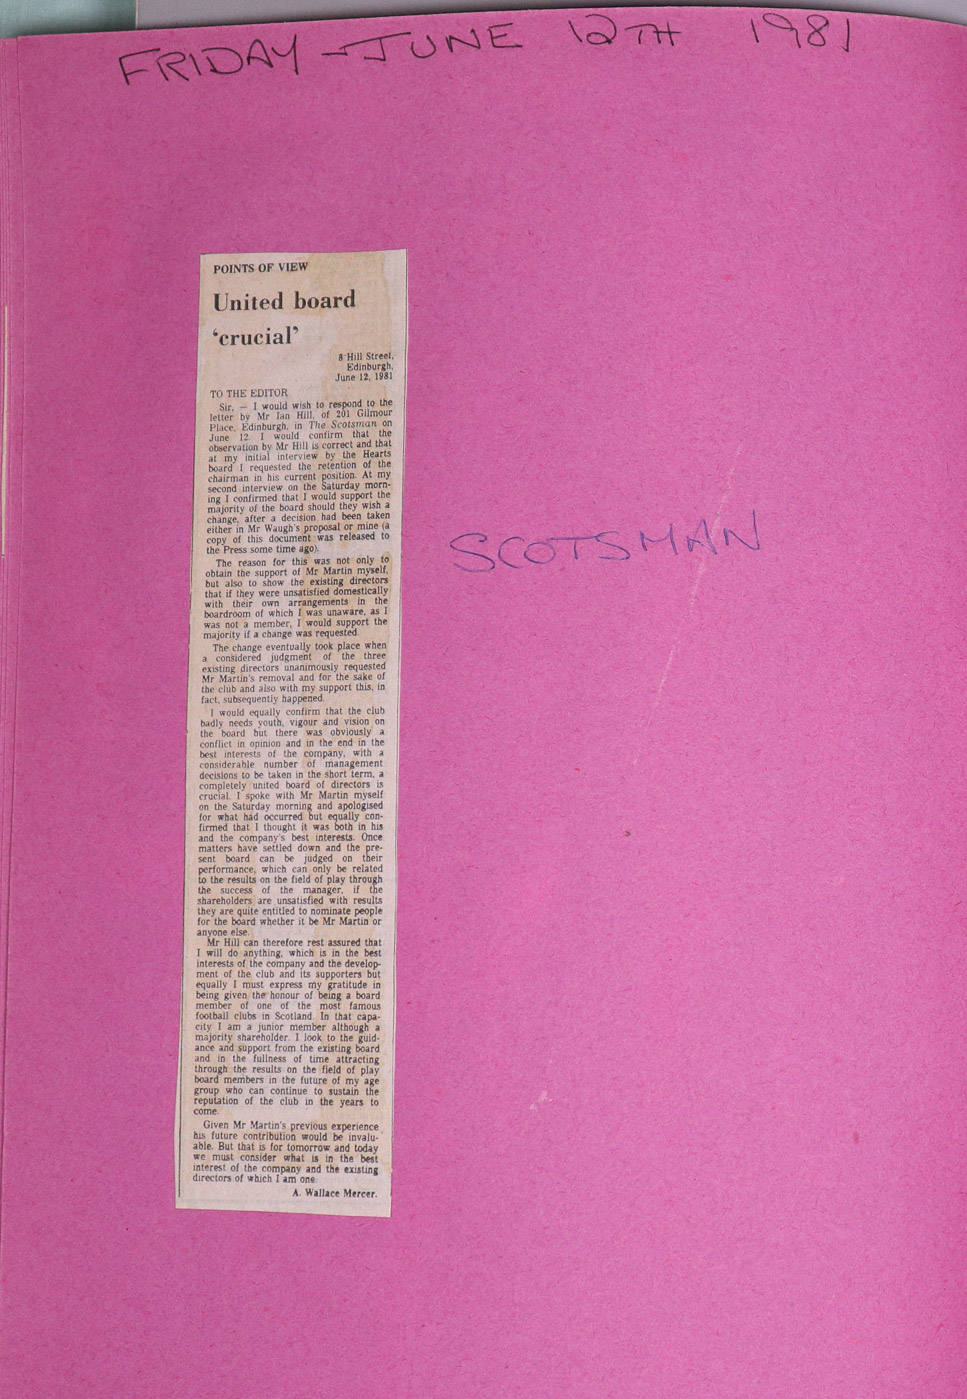 FRIDAY - JUNE 12TH 1981
POINTS OF VIEW
United board
‘crucial’
8 Hill Street,
Edinburgh,
June 12, 1981
TO THE EDITOR
Sir, — I would wish to respond to the
letter by Mr Ian Hill, of 201 Gilmour
Place, Edinburgh, in The Scotsman on
June 12. I would confirm that the
observation by Mr Hill is correct and that
at my initial interview by the Hearts
board I requested the retention of the
chairman in his current position. At my
second interview on the Saturday morn-
ing I confirmed that I would support the
majority of the board should they wish a
change, after a decision had been taken
either in Mr Waugh's proposal or mine (a
copy of this document was released to
the Press some time ago).
The reason for this was not only to
obtain the support of Mr Martin myself,
but also to show the existing directors
that if they were unsatisfied domestically
with their own arrangements in the
boardroom of which I was unaware, as I
was not a member, I would support the
majority if a change was requested.
The change eventually took place when
a considered judgment of the three
existing directors unanimously requested
Mr Martin's removal and for the sake of
the club and also with my support this, in
fact, subsequently happened.
I would equally confirm that the club
badly needs youth, vigour and vision on
the board but there was obviously a
conflict in opinion and in the end in the
best interests of the company, with a
considerable number of management
decisions to be taken in the short term, a
completely united board of directors is
crucial. I spoke with Mr Martin myself
on the Saturday morning and apologised
for what had occurred but equally con-
firmed that I thought it was both in his
and the company's best interests. Once
matters have settled down and the pre-
sent board can be judged on their
performance, which can only be related
to the results on the field of play through
the success of the manager, if the
shareholders are unsatisfied with results
they are quite entitled to nominate people
for the board whether it be Mr Martin or
anyone else.
Mr Hill can therefore rest assured that
I will do anything, which is in the best
interests of the company and the develop-
ment of the club and its supporters but
equally I must express my gratitude in
being given the honour of being a board
member of one of the most famous
football clubs in Scotland. In that capa-
city I am a junior member although a
majority shareholder. I look to the guid-
ance and support from the existing board
and in the fullness of time attracting
through the results on the field of play
board members in the future of my age
group who can continue to sustain the
reputation of the club in the years to
come.
Given Mr Martin's previous experience
his future contribution would be invalu-
able. But that is for tomorrow and today
we must consider what is in the best
interest of the company and the existing
directors of which I am one.
A. Wallace Mercer.
SCOTSMAN